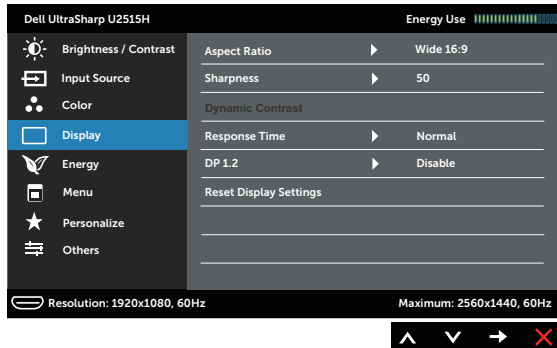 Dell UltraSharp U2515H Energy Use
Brightness / Contrast
Input Source
Color
Display
Energy
Menu
Personalize
Others
Aspect Ratio Wide 16:9
Sharpness 50
Dynamic Contrast
Response Time Normal
DP 1.2 Disable
Reset Display Settings
Resolution: 1920x1080, 60Hz Maximum: 2560x1440, 60Hz